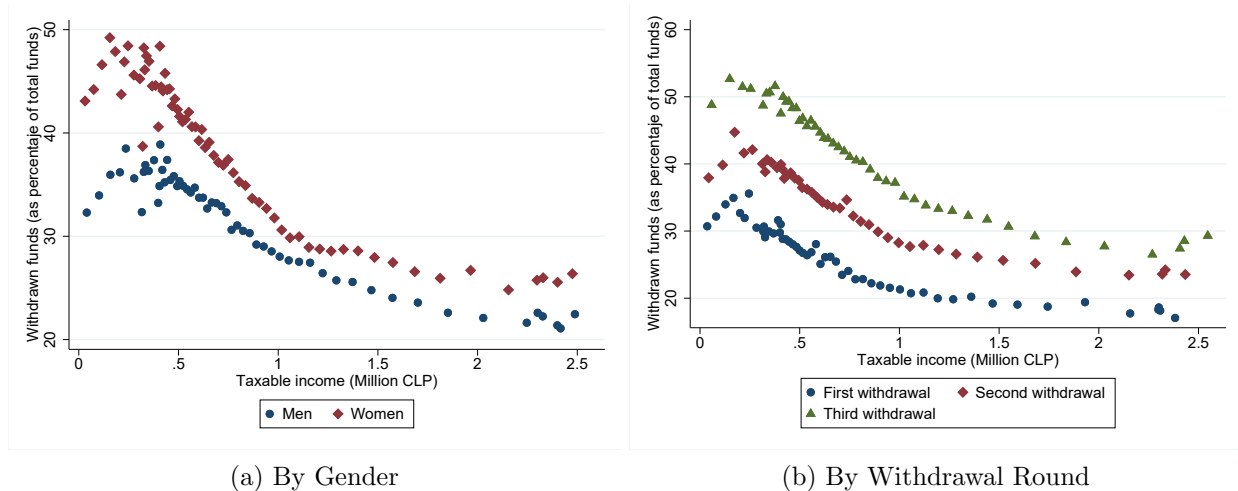 Withdrawn funds (as percentaje of total funds)
50
40
30
20
0
.5
1
1.5
2
2.5
Taxable income (Million CLP)
Men
Women
(a) By Gender
Withdrawn funds (as percentaje of total funds)
60
50
40
30
20
0
.5
1
1.5
2
2.5
Taxable income (Million CLP)
First withdrawal
Second withdrawal
Third withdrawal
(b) By Withdrawal Round